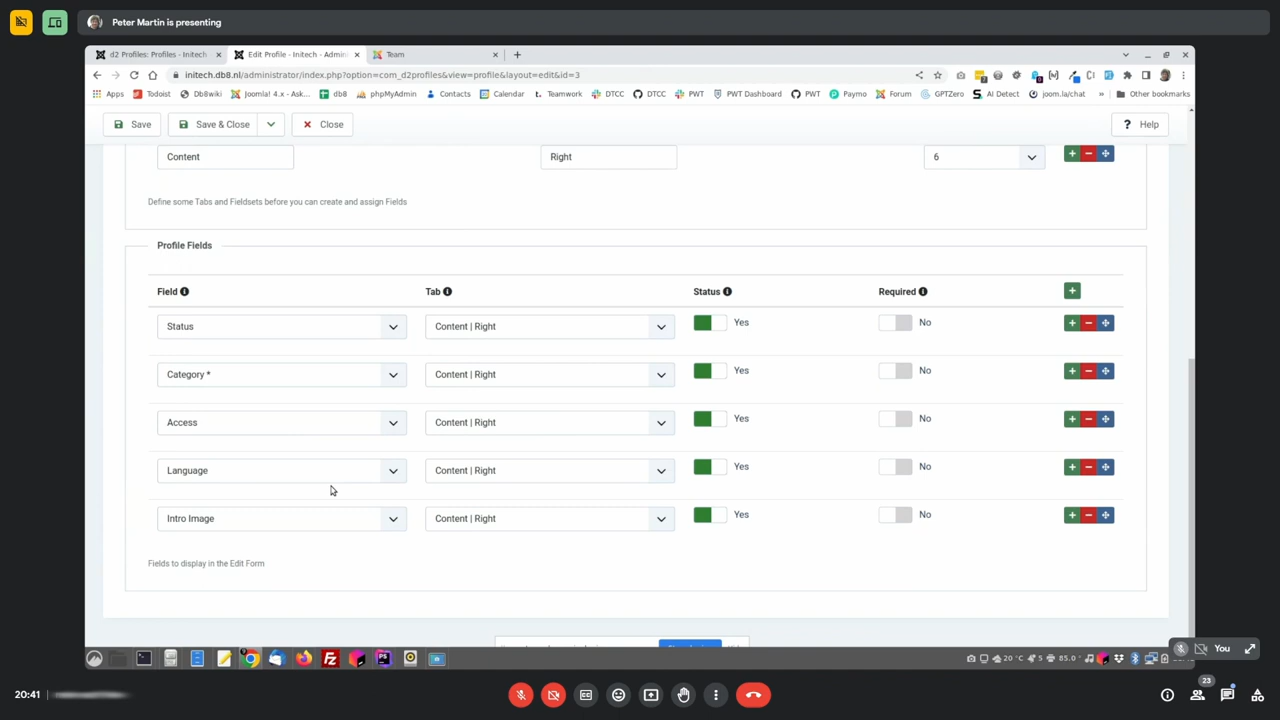 Peter Martin is presenting
d2 Profiles: Profiles - Initech
Edit Profile - Initech - Admin
Team
initech.db8.nl/administrator/index.php?option=com_d2profiles&view=profile&layout=edit&id=3
Apps Todoist Db8wiki Joomla! 4.x - Ask... db8 phpMyAdmin Contacts Calendar Teamwork DTCC DTCC PWT PWT Dashboard PWT Paymo Forum GPTZero AI Detect joom.la/chat » Other bookmarks
Save Save & Close Close Help
Content Right 6
Define some Tabs and Fieldsets before you can create and assign Fields
Profile Fields
Field Tab Status Required
Status Content | Right Yes No
Category * Content | Right Yes No
Access Content | Right Yes No
Language Content | Right Yes No
Intro Image Content | Right Yes No
Fields to display in the Edit Form
20 °C 5 85.0
You
20:41
23